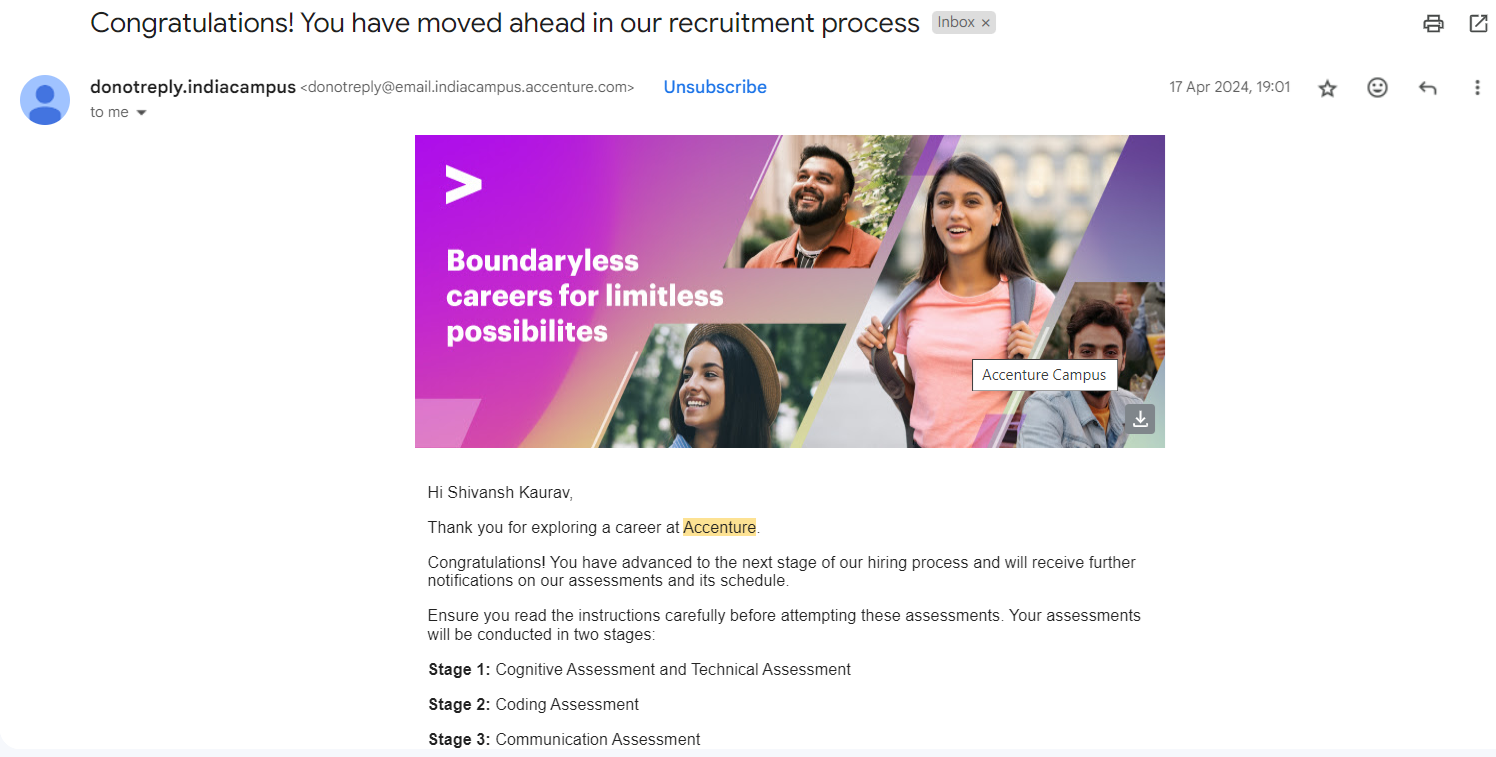 Congratulations! You have moved ahead in our recruitment process Inbox ×
donotreply.indiacampus <donotreply@email.indiacampus.accenture.com> Unsubscribe 17 Apr 2024, 19:01
to me
Boundaryless
careers for limitless
possibilites
Accenture Campus
Hi Shivansh Kaurav,
Thank you for exploring a career at Accenture.
Congratulations! You have advanced to the next stage of our hiring process and will receive further
notifications on our assessments and its schedule.
Ensure you read the instructions carefully before attempting these assessments. Your assessments
will be conducted in two stages:
Stage 1: Cognitive Assessment and Technical Assessment
Stage 2: Coding Assessment
Stage 3: Communication Assessment